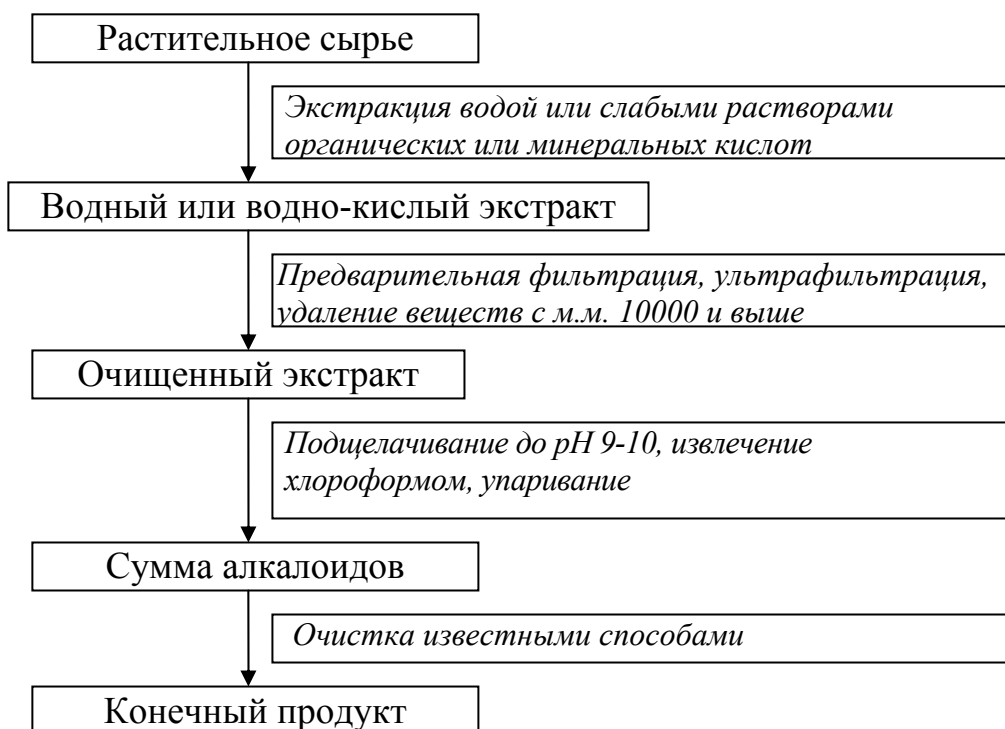 Растительное сырье
Экстракция водой или слабыми растворами
органических или минеральных кислот
Водный или водно-кислый экстракт
Предварительная фильтрация, ультрафильтрация,
удаление веществ с м.м. 10000 и выше
Очищенный экстракт
Подщелачивание до рН 9-10, извлечение
хлороформом, упаривание
Сумма алкалоидов
Очистка известными способами
Конечный продукт